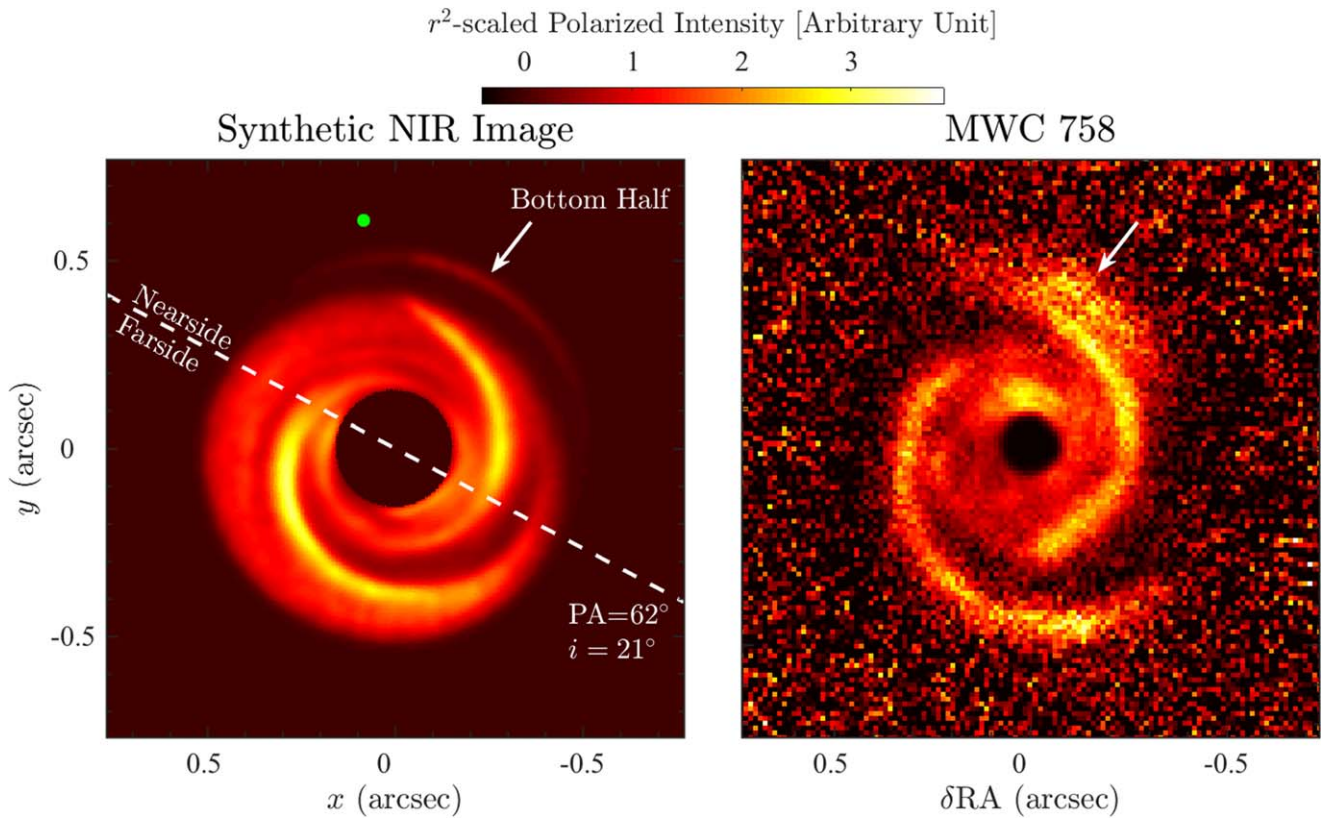 r²-scaled Polarized Intensity [Arbitrary Unit]
0 1 2 3
Synthetic NIR Image
MWC 758
Bottom Half
Nearside
Farside
PA=62°
i = 21°
0.5
0
-0.5
y (arcsec)
0.5 0 -0.5
x (arcsec)
0.5 0 -0.5
δRA (arcsec)